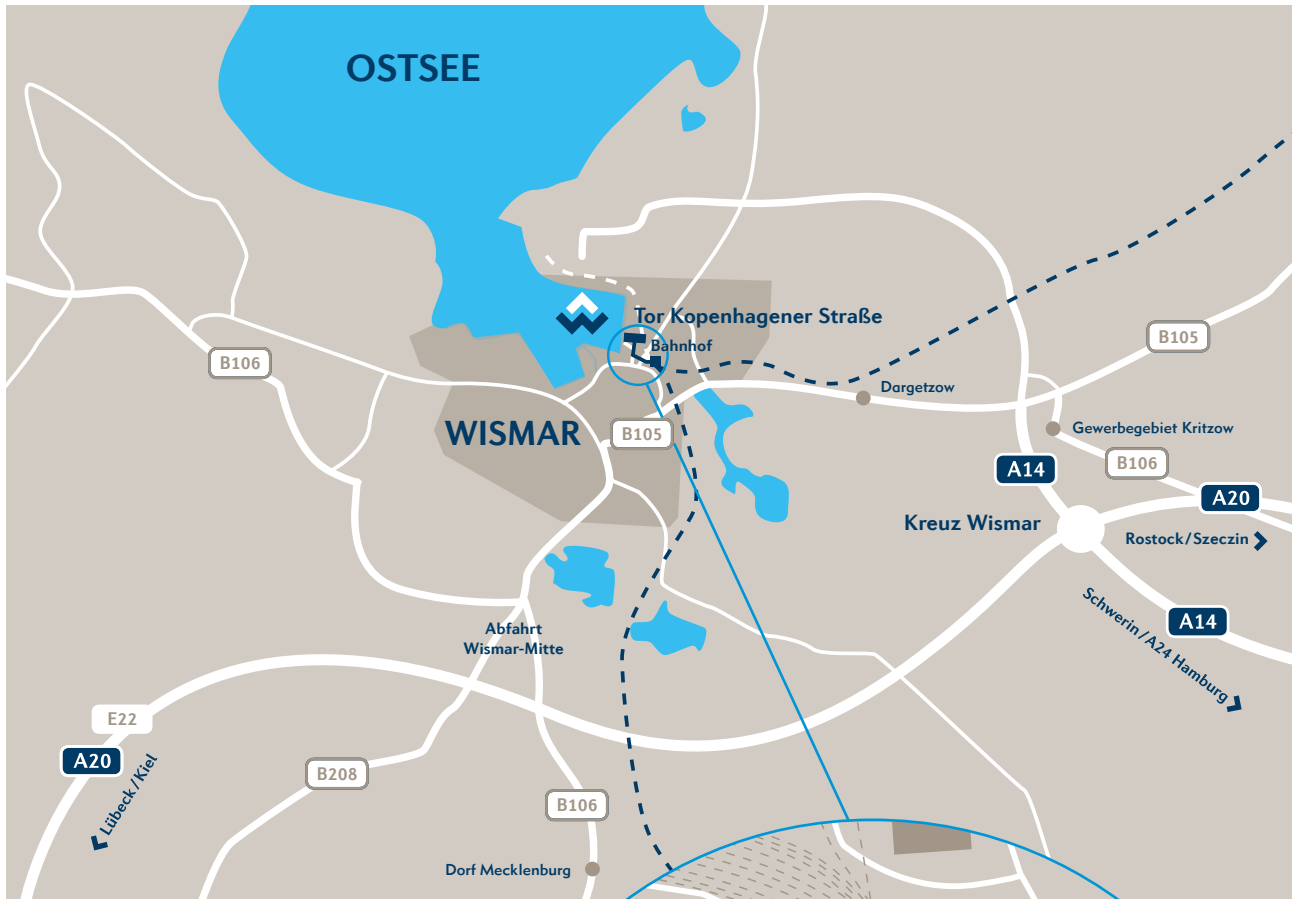 OSTSEE
Tor Kopenhagener Straße
Bahnhof
B105
B106
Dargetzow
WISMAR
B105
Gewerbegebiet Kritzow
B106
A14
A20
Kreuz Wismar
Rostock/Szeczin
Schwerin/A24 Hamburg
A14
Abfahrt
Wismar-Mitte
E22
A20
Lübeck/Kiel
B208
B106
Dorf Mecklenburg